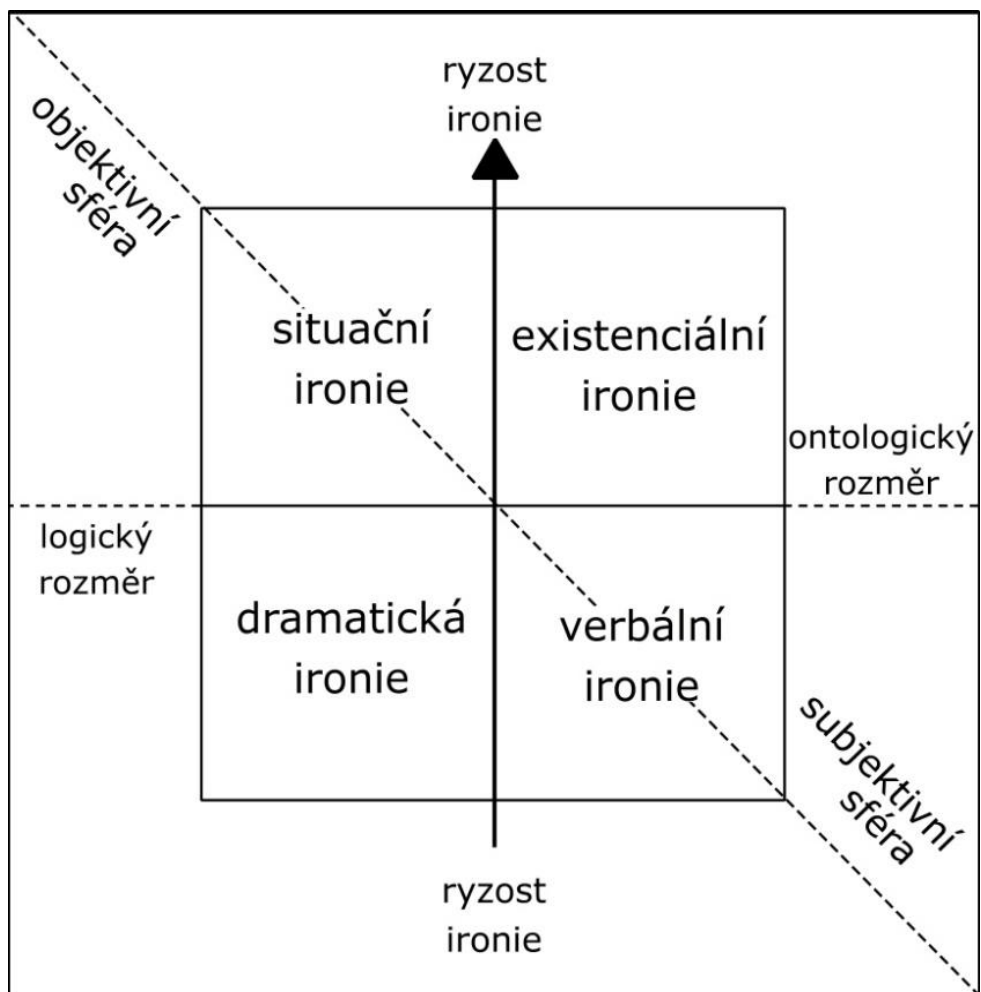 ryzost
ironie
objektivní
sféra
situační
ironie
existenciální
ironie
ontologický
rozměr
logický
rozměr
dramatická
ironie
verbální
ironie
subjektivní
sféra
ryzost
ironie